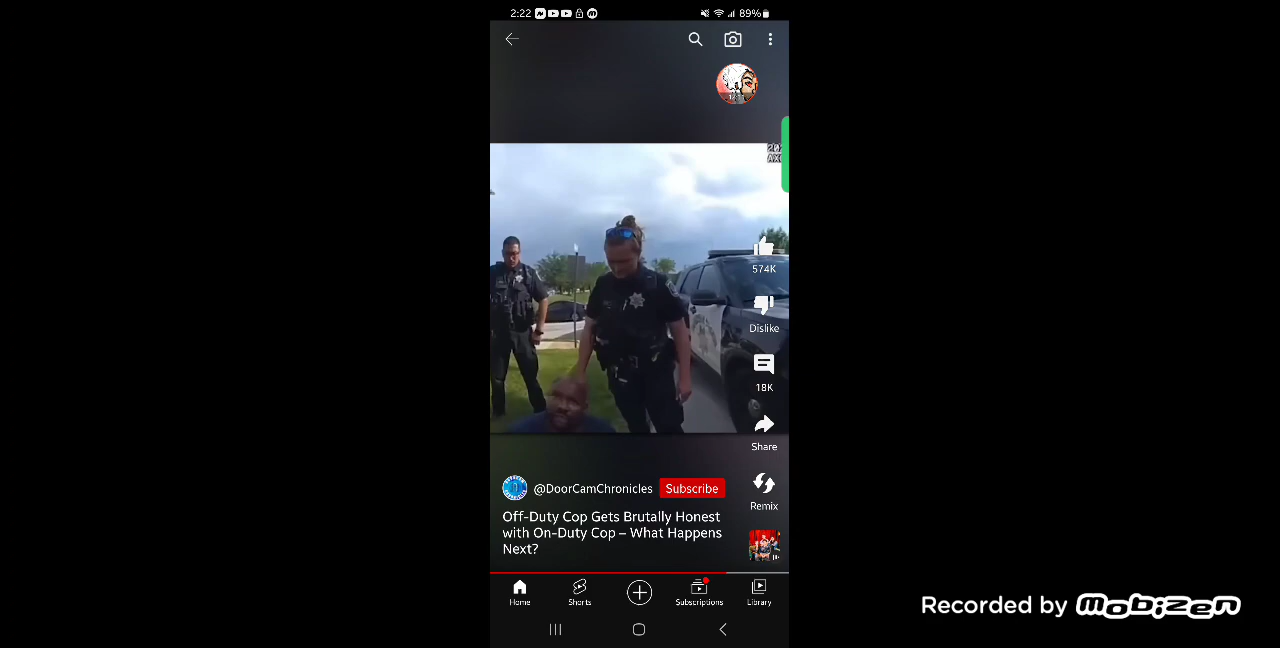 2:22
89%
574K
Dislike
18K
Share
@DoorCamChronicles Subscribe
Remix
Off-Duty Cop Gets Brutally Honest
with On-Duty Cop – What Happens
Next?
Home Shorts Subscriptions Library
Recorded by MOBIZEN